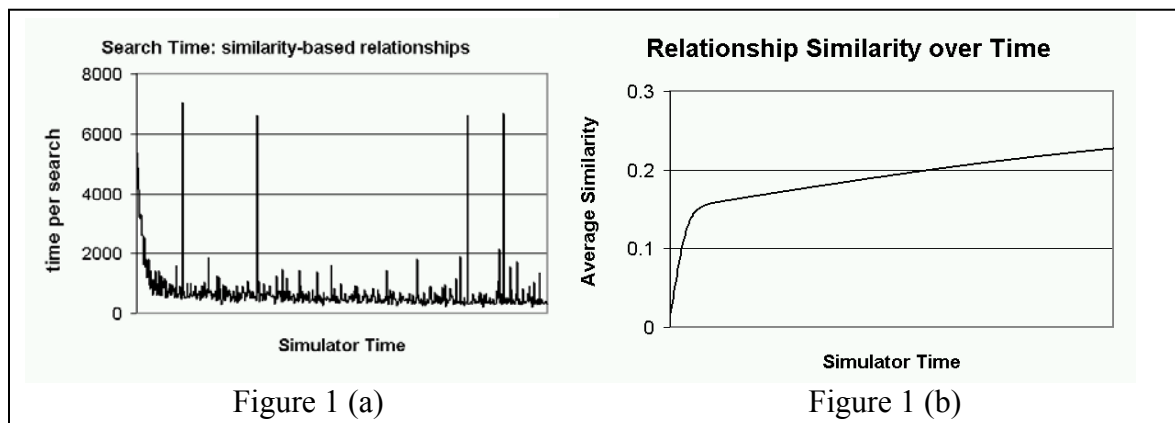 Search Time: similarity-based relationships
8000
6000
4000
2000
0
time per search
Simulator Time
Figure 1 (a)
Relationship Similarity over Time
0.3
0.2
0.1
0
Average Similarity
Simulator Time
Figure 1 (b)